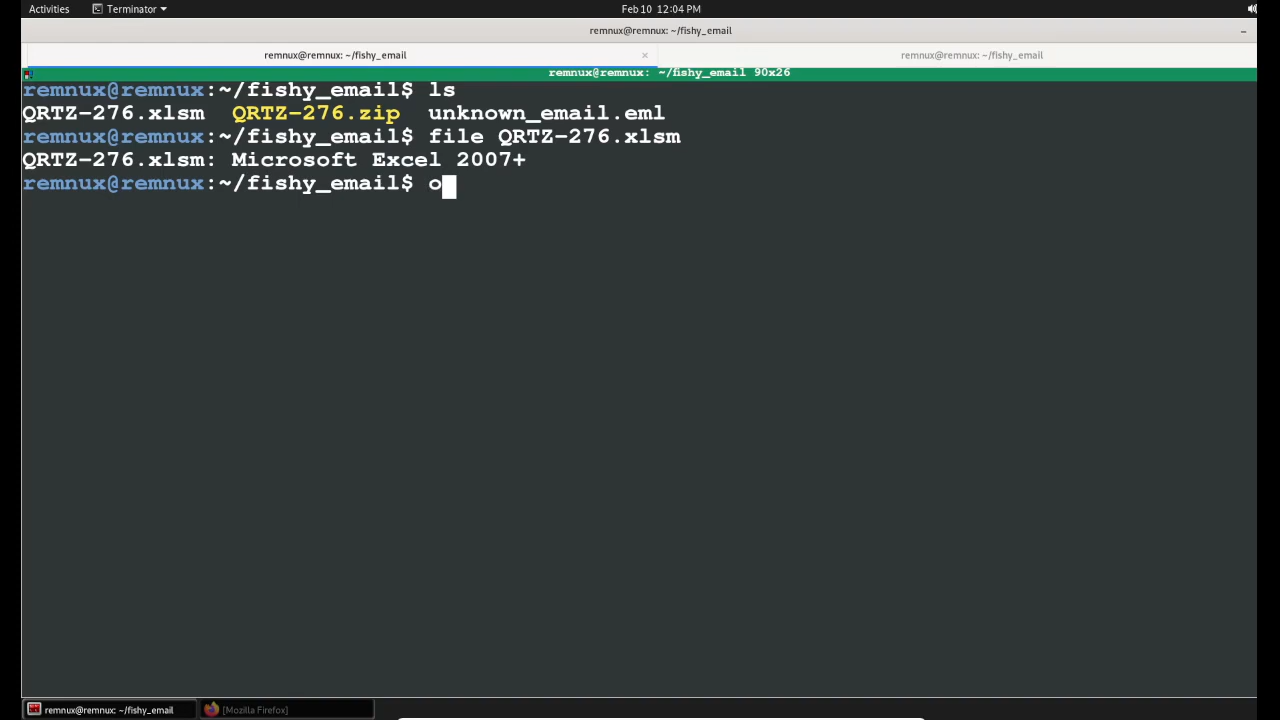 Activities Terminator Feb 10 12:04 PM
remnux@remnux: ~/fishy_email
remnux@remnux: ~/fishy_email × remnux@remnux: ~/fishy_email
remnux@remnux: ~/fishy_email 90x26
remnux@remnux:~/fishy_email$ ls
QRTZ-276.xlsm QRTZ-276.zip unknown_email.eml
remnux@remnux:~/fishy_email$ file QRTZ-276.xlsm
QRTZ-276.xlsm: Microsoft Excel 2007+
remnux@remnux:~/fishy_email$ o
remnux@remnux: ~/fishy_email [Mozilla Firefox]